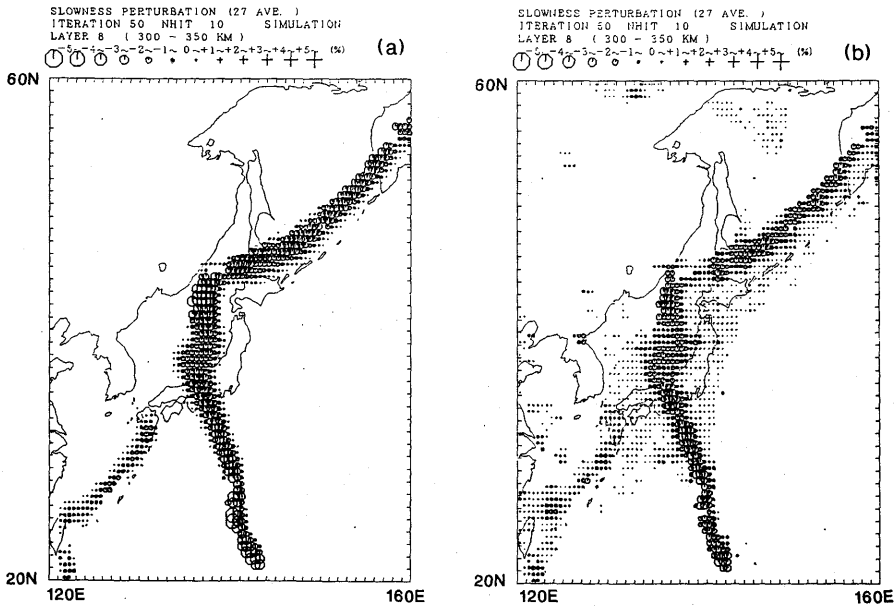 SLOWNESS PERTURBATION (27 AVE. )
ITERATION 50 NHIT 10 SIMULATION
LAYER 8 ( 300 - 350 KM)
-5~-4~-3~-2~-1~ 0~+1~+2~+3~+4~+5~ (%)
(a)
60N
20N
120E
160E
SLOWNESS PERTURBATION (27 AVE. )
ITERATION 50 NHIT 10 SIMULATION
LAYER 8 ( 300 - 350 KM)
-5~-4~-3~-2~-1~ 0~+1~+2~+3~+4~+5~ (%)
(b)
60N
20N
120E
160E